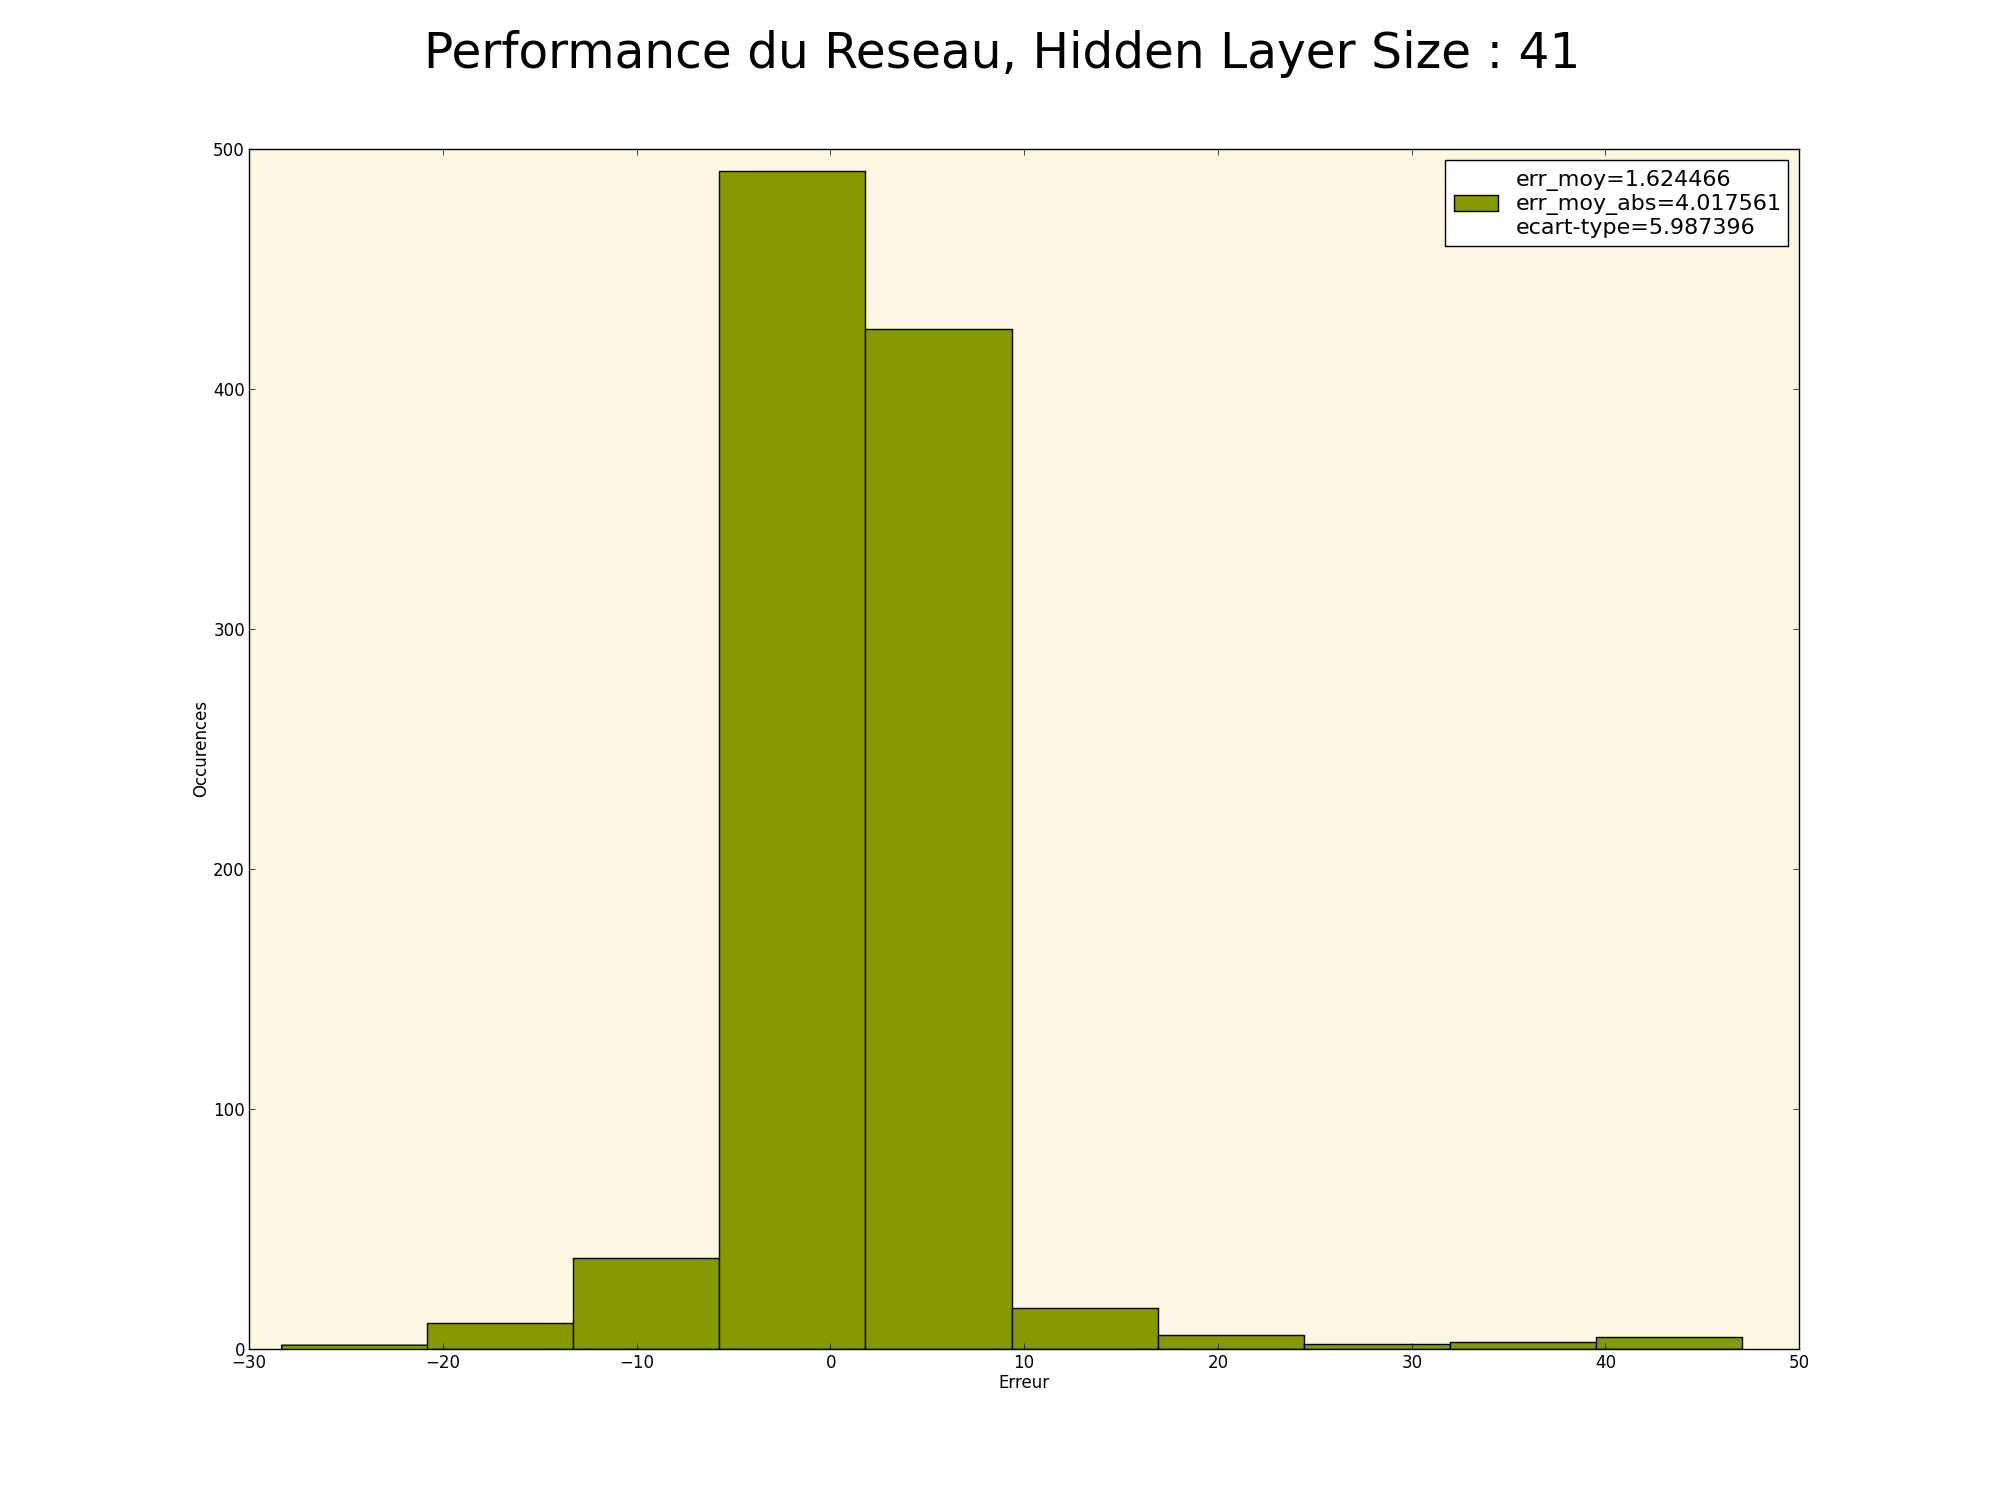 Performance du Reseau, Hidden Layer Size : 41
500
400
300
200
100
0
Occurences
err_moy=1.624466
err_moy_abs=4.017561
ecart-type=5.987396
−30 −20 −10 0 10 20 30 40 50
Erreur